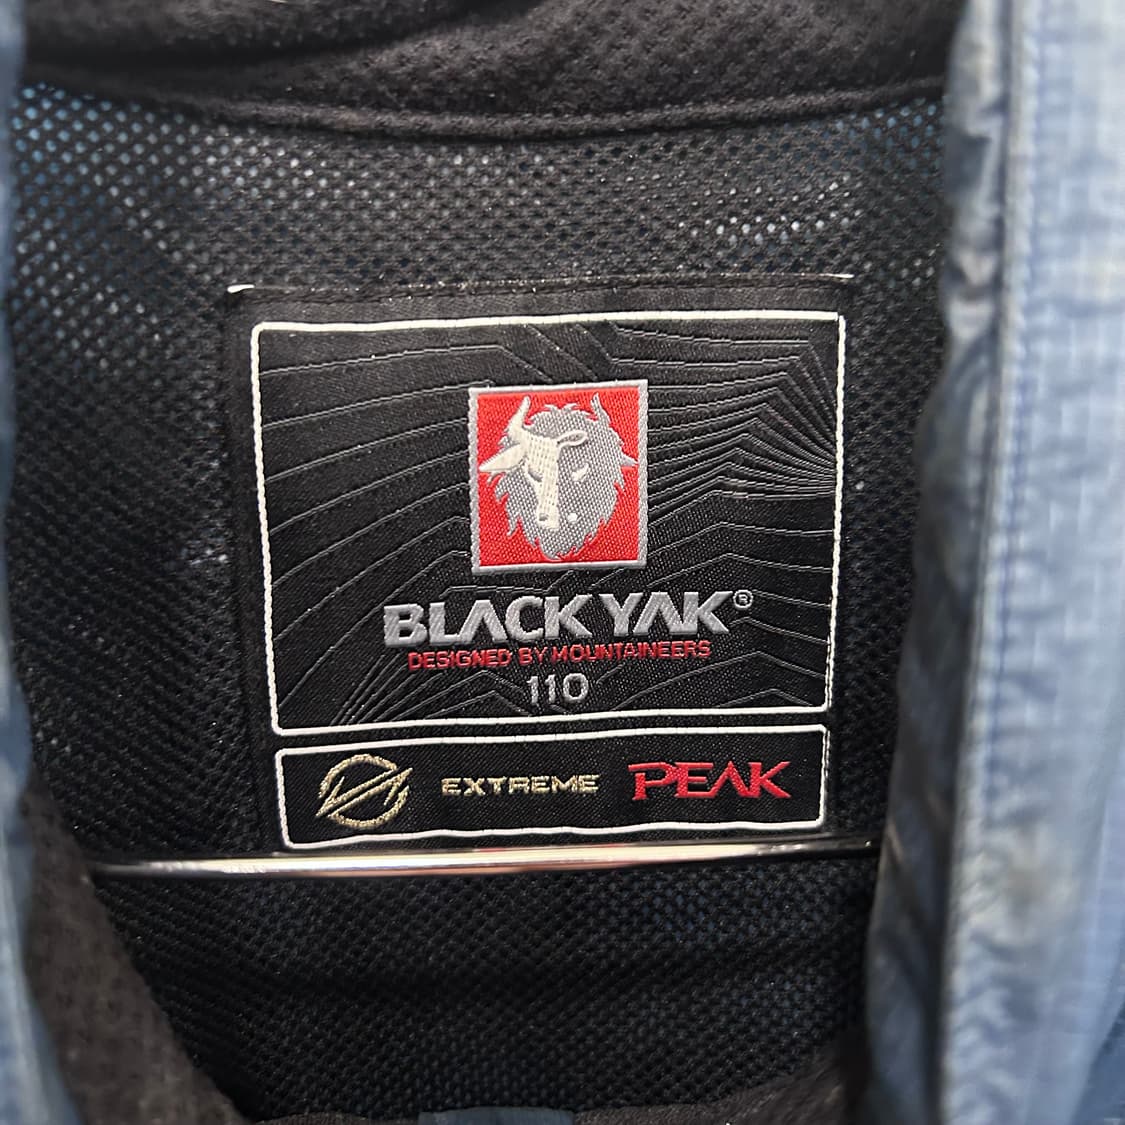 BLACK YAK®
DESIGNED BY MOUNTAINEERS
110
EXTREME PEAK